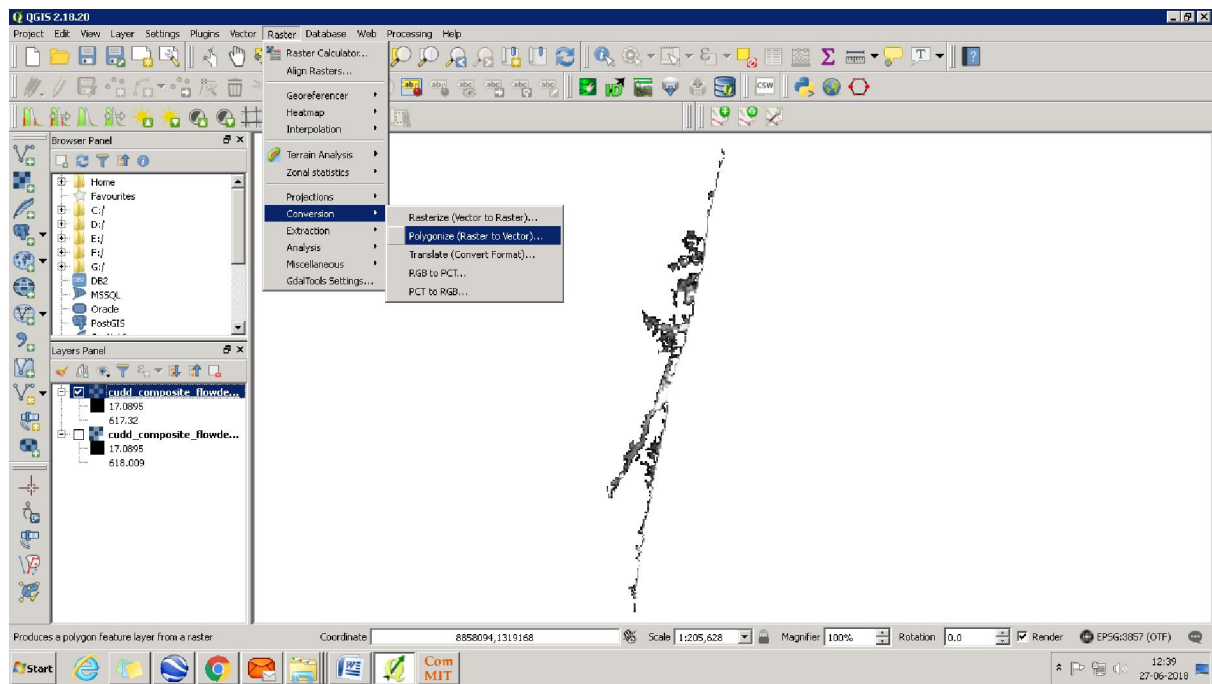 QGIS 2.18.20
Project Edit View Layer Settings Plugins Vector Raster Database Web Processing Help
Raster Calculator...
Align Rasters...
Georeferencer
Heatmap
Interpolation
Terrain Analysis
Zonal statistics
Projections
Conversion
Extraction
Analysis
Miscellaneous
GdalTools Settings...
Rasterize (Vector to Raster)...
Polygonize (Raster to Vector)...
Translate (Convert Format)...
RGB to PCT...
PCT to RGB...
CSW
Browser Panel
Home
Favourites
C:/
D:/
E:/
F:/
G:/
DB2
MSSQL
Oracle
PostGIS
Layers Panel
cudd_composite_flowde...
17.0895
617.32
cudd_composite_flowde...
17.0895
618.009
Produces a polygon feature layer from a raster Coordinate 8858094,1319168 Scale 1:205,628 Magnifier 100% Rotation 0.0 Render EPSG:3857 (OTF)
Start
Com
MIT
12:39
27-06-2018